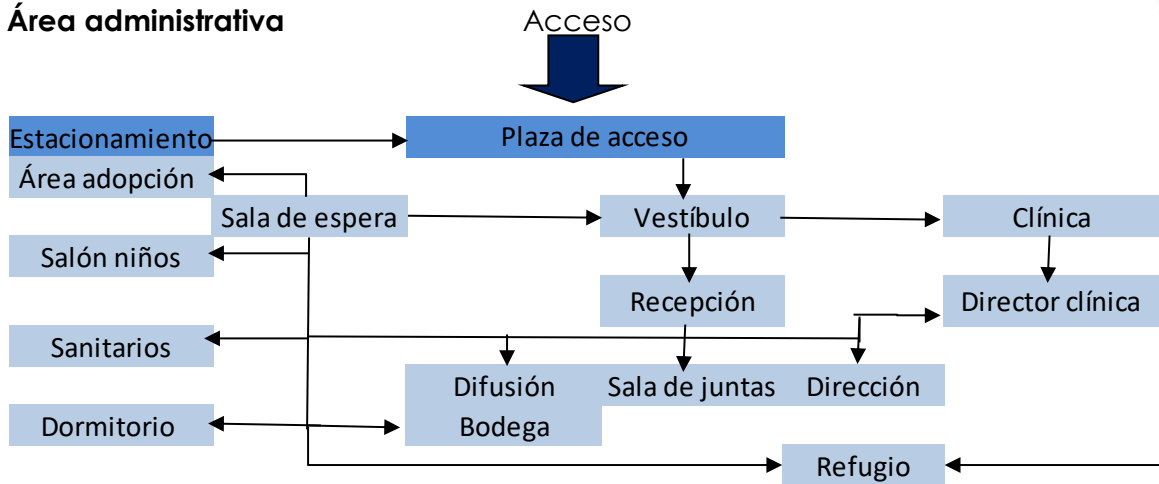 Área administrativa
Acceso
Estacionamiento
Plaza de acceso
Área adopción
Sala de espera
Vestíbulo
Clínica
Salón niños
Recepción
Director clínica
Sanitarios
Difusión
Sala de juntas
Dirección
Dormitorio
Bodega
Refugio